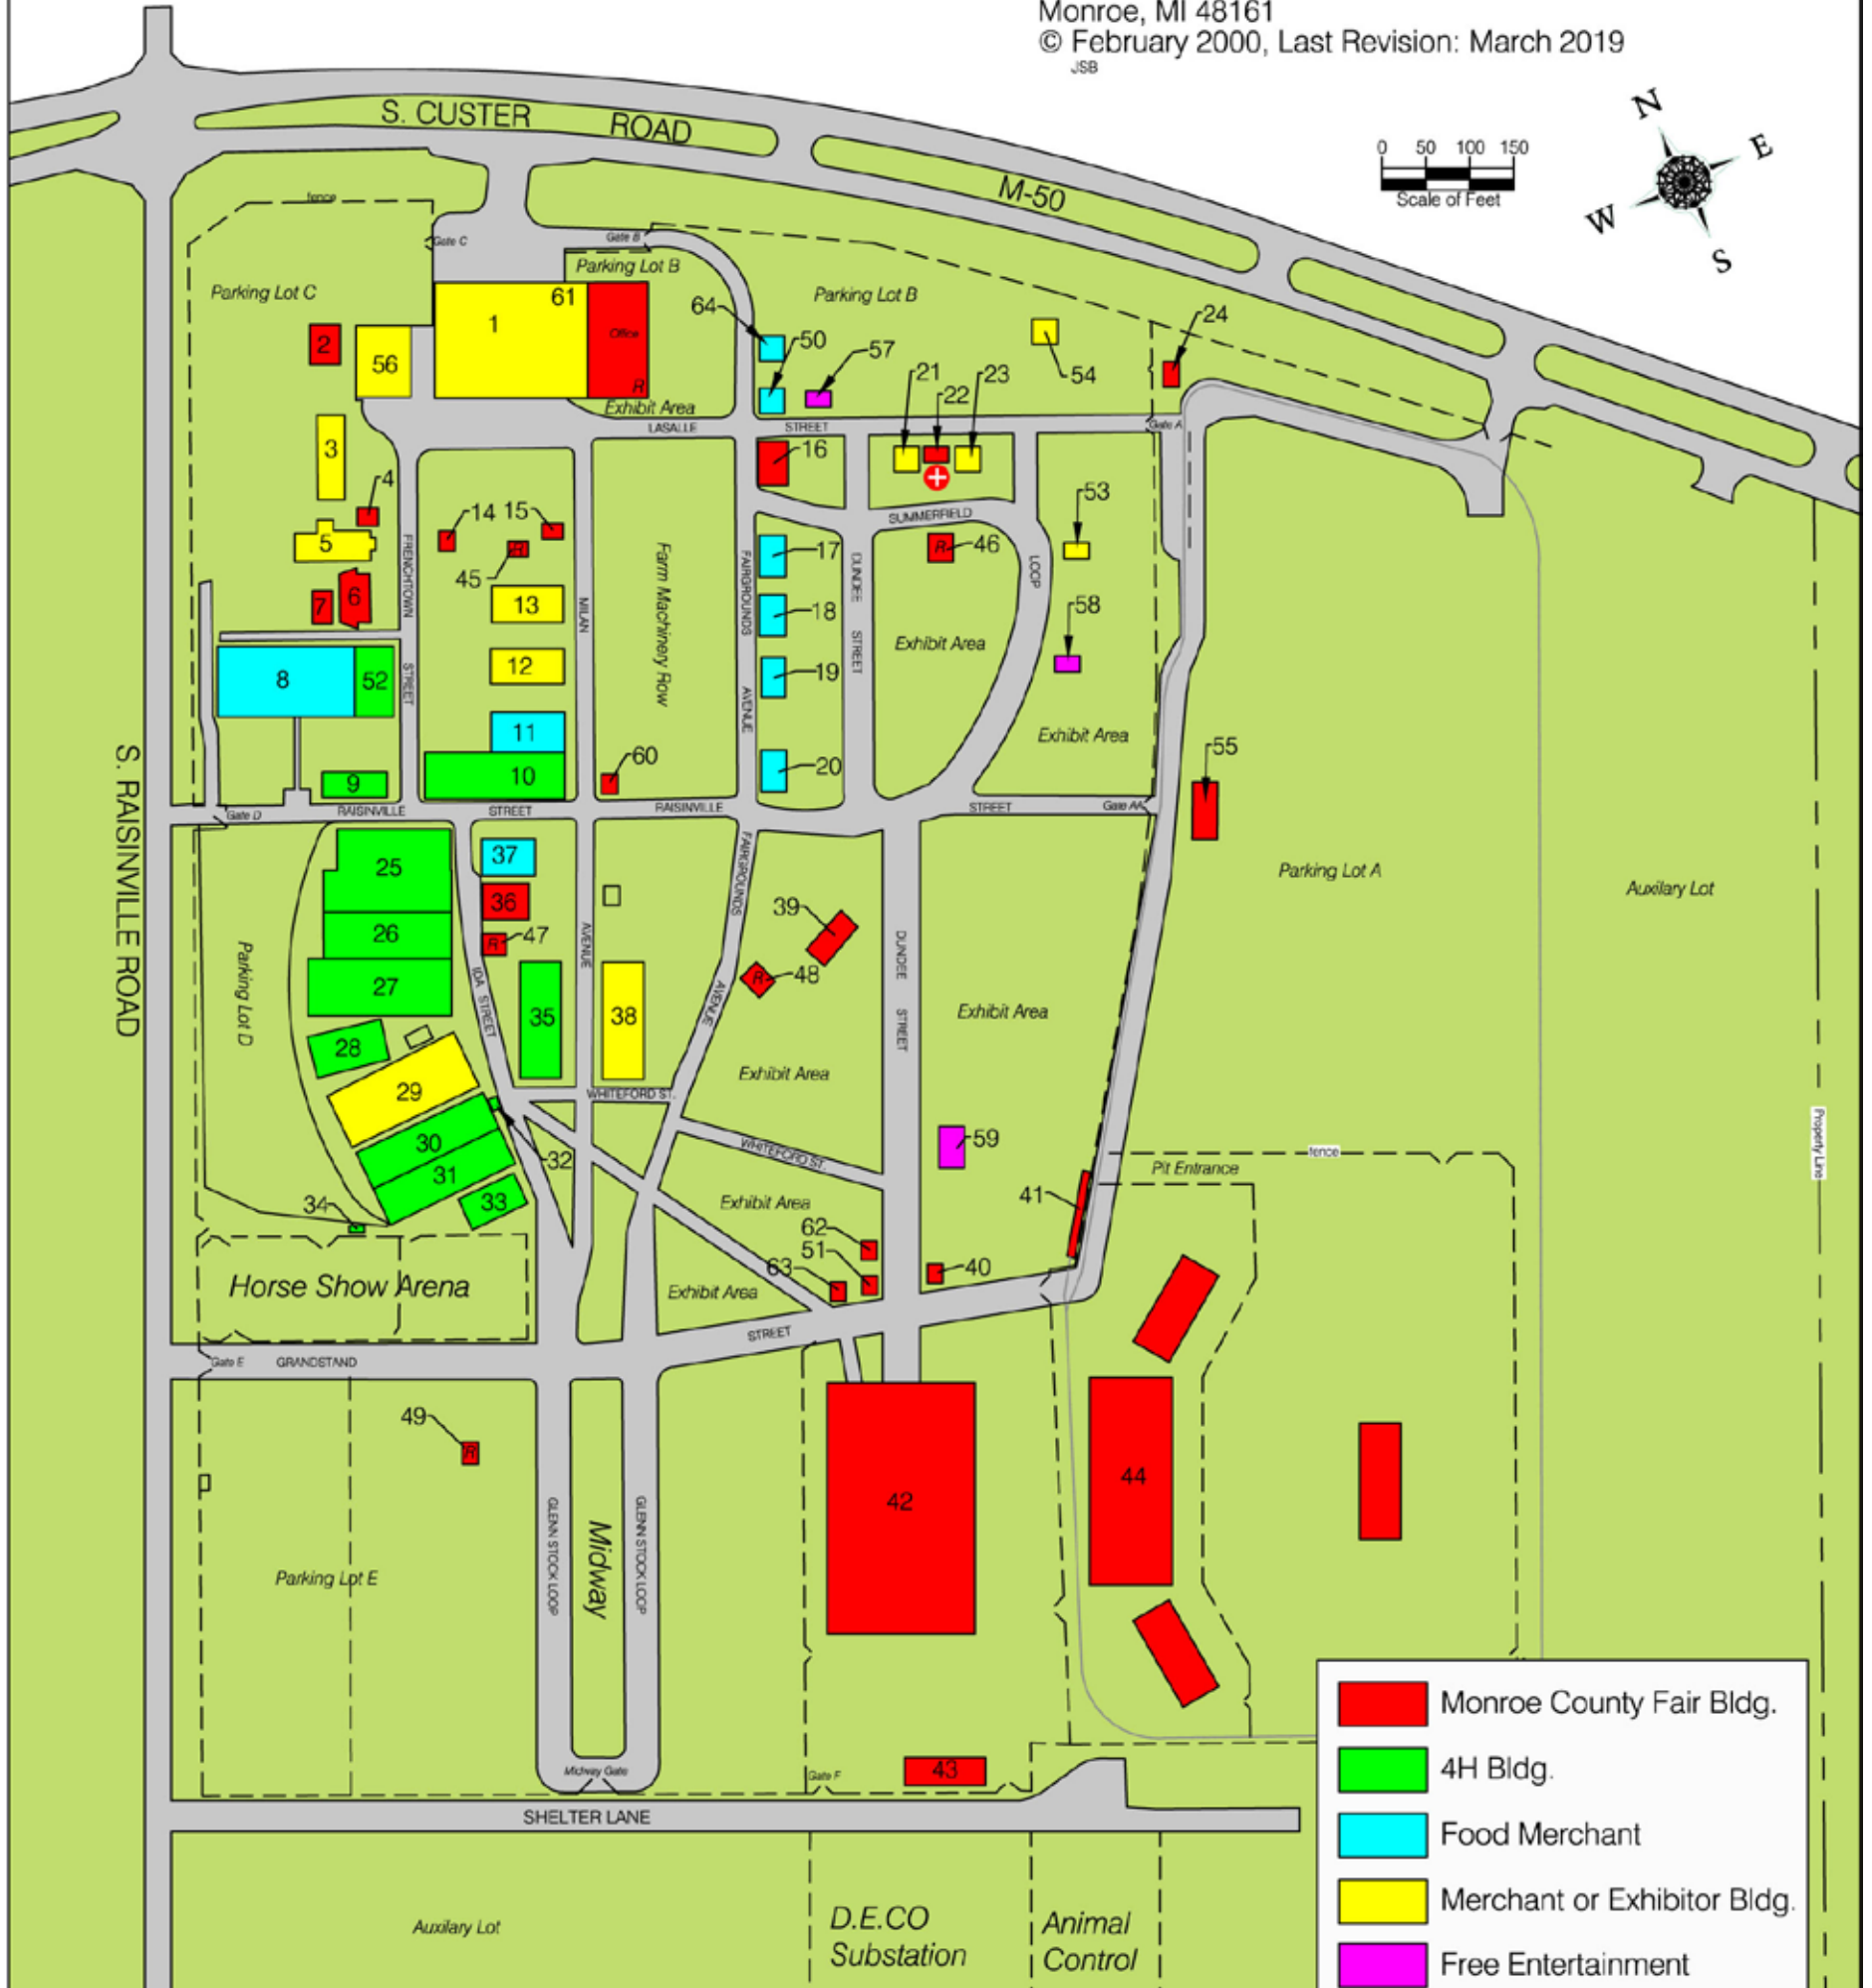 Monroe, MI 48161
© February 2000, Last Revision: March 2019
JSB
N
E
W
S
0 50 100 150
Scale of Feet
S. CUSTER ROAD
M-50
fence
Gate C
Gate B
Parking Lot B
Parking Lot C
Parking Lot B
61
1
Office
R
2
56
64
50
57
54
24
21
22
23
Exhibit Area
LASALLE STREET
Gate A
3
16
4
14 15
5
45
R
53
SUMMERFIELD
LOOP
FRENCHTOWN STREET
MILAN AVENUE
Farm Machinery Row
FAIRGROUNDS AVENUE
DUNDEE STREET
17
R
46
7
6
13
18
58
Exhibit Area
8
52
12
19
11
Exhibit Area
10
60
20
55
9
Gate D
RAISINVILLE STREET RAISINVILLE STREET
Gate AA
S. RAISINVILLE ROAD
25
37
36
26
R
47
27
39
R
48
Parking Lot D
IDA STREET
FAIRGROUNDS AVENUE
DUNDEE STREET
Parking Lot A
Auxilary Lot
35
38
Exhibit Area
28
29
Exhibit Area
WHITEFORD ST.
WHITEFORD ST.
30
31
32
33
34
59
fence
Pit Entrance
Property Line
41
Exhibit Area
62
51
63
40
Horse Show Arena
Exhibit Area
STREET
Gate E
GRANDSTAND
49
R
42
44
GLENN STOCK LOOP
Midway
GLENN STOCK LOOP
Parking Lot E
Midway Gate
Gate F
43
SHELTER LANE
Auxilary Lot
D.E.CO
Substation
Animal
Control
Monroe County Fair Bldg.
4H Bldg.
Food Merchant
Merchant or Exhibitor Bldg.
Free Entertainment